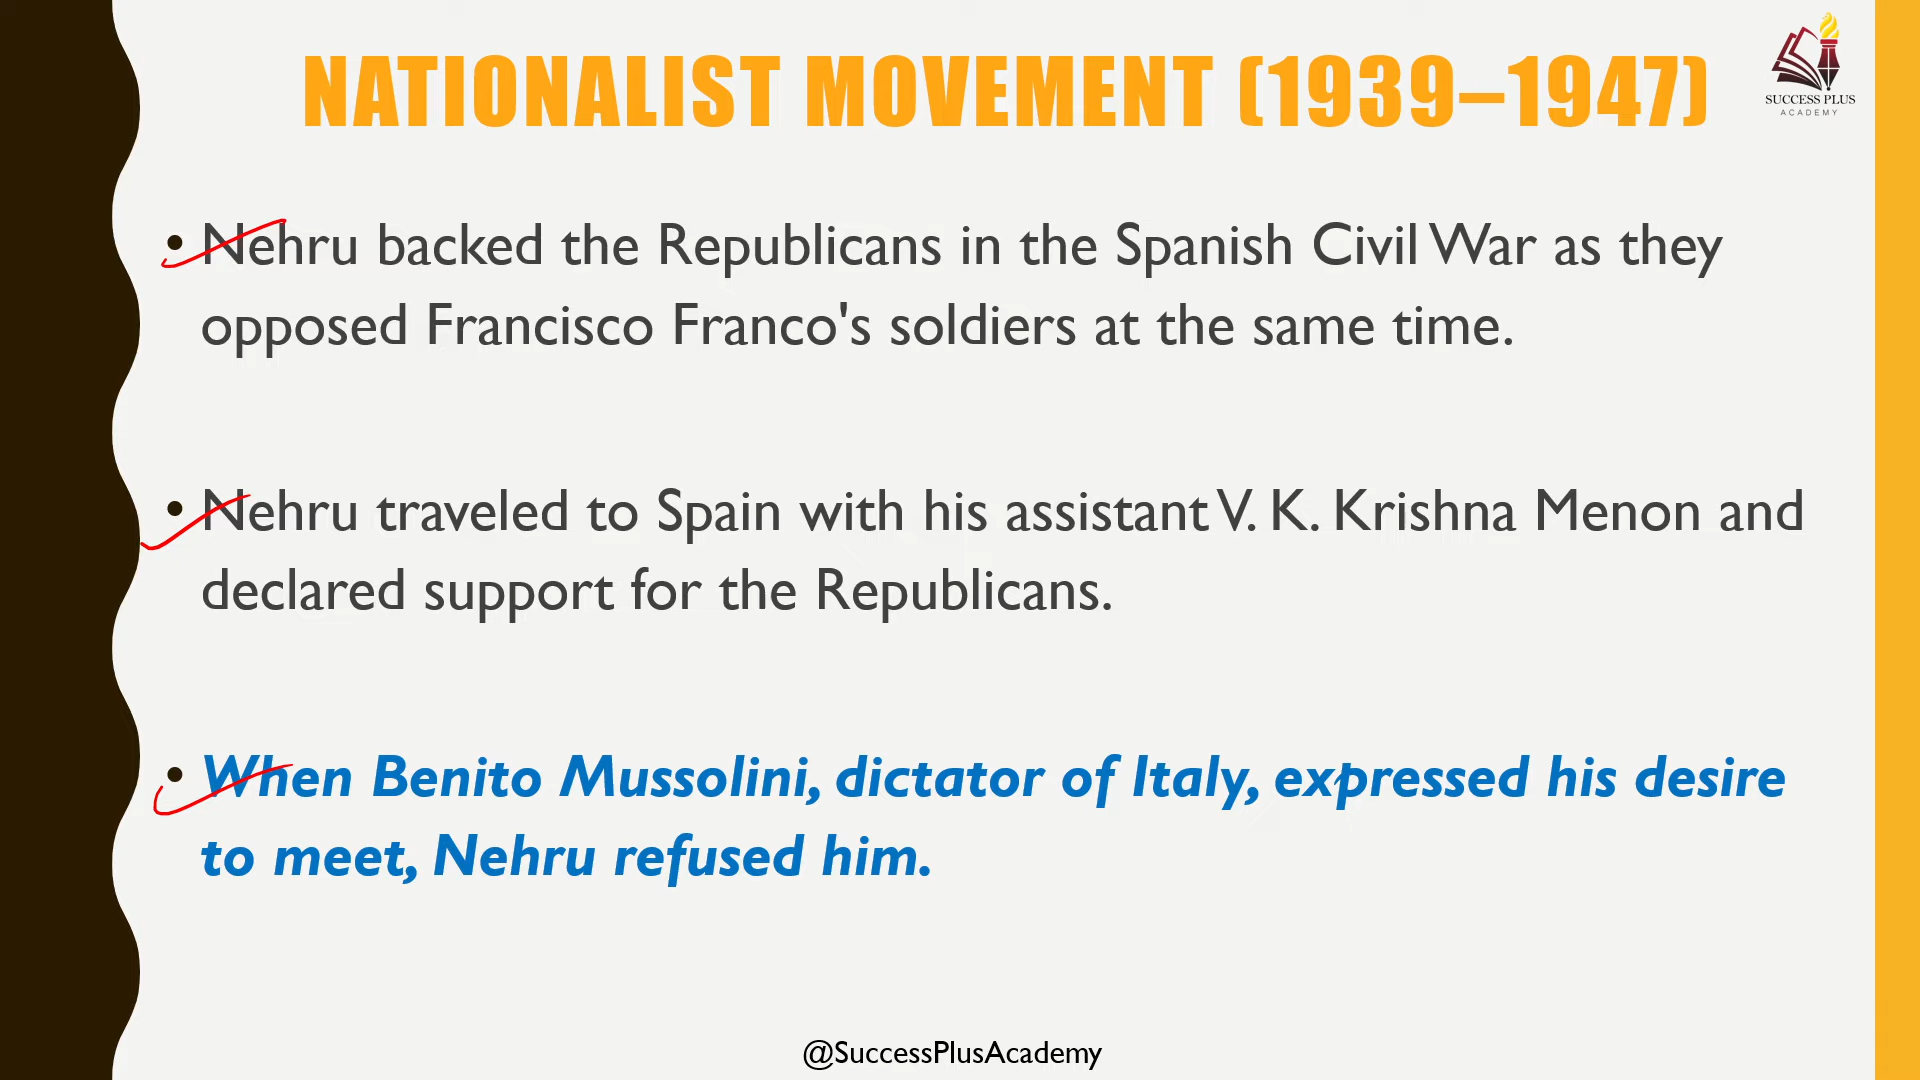 NATIONALIST MOVEMENT (1939–1947)
SUCCESS PLUS
ACADEMY
• Nehru backed the Republicans in the Spanish Civil War as they
opposed Francisco Franco's soldiers at the same time.
• Nehru traveled to Spain with his assistant V. K. Krishna Menon and
declared support for the Republicans.
• When Benito Mussolini, dictator of Italy, expressed his desire
to meet, Nehru refused him.
@SuccessPlusAcademy